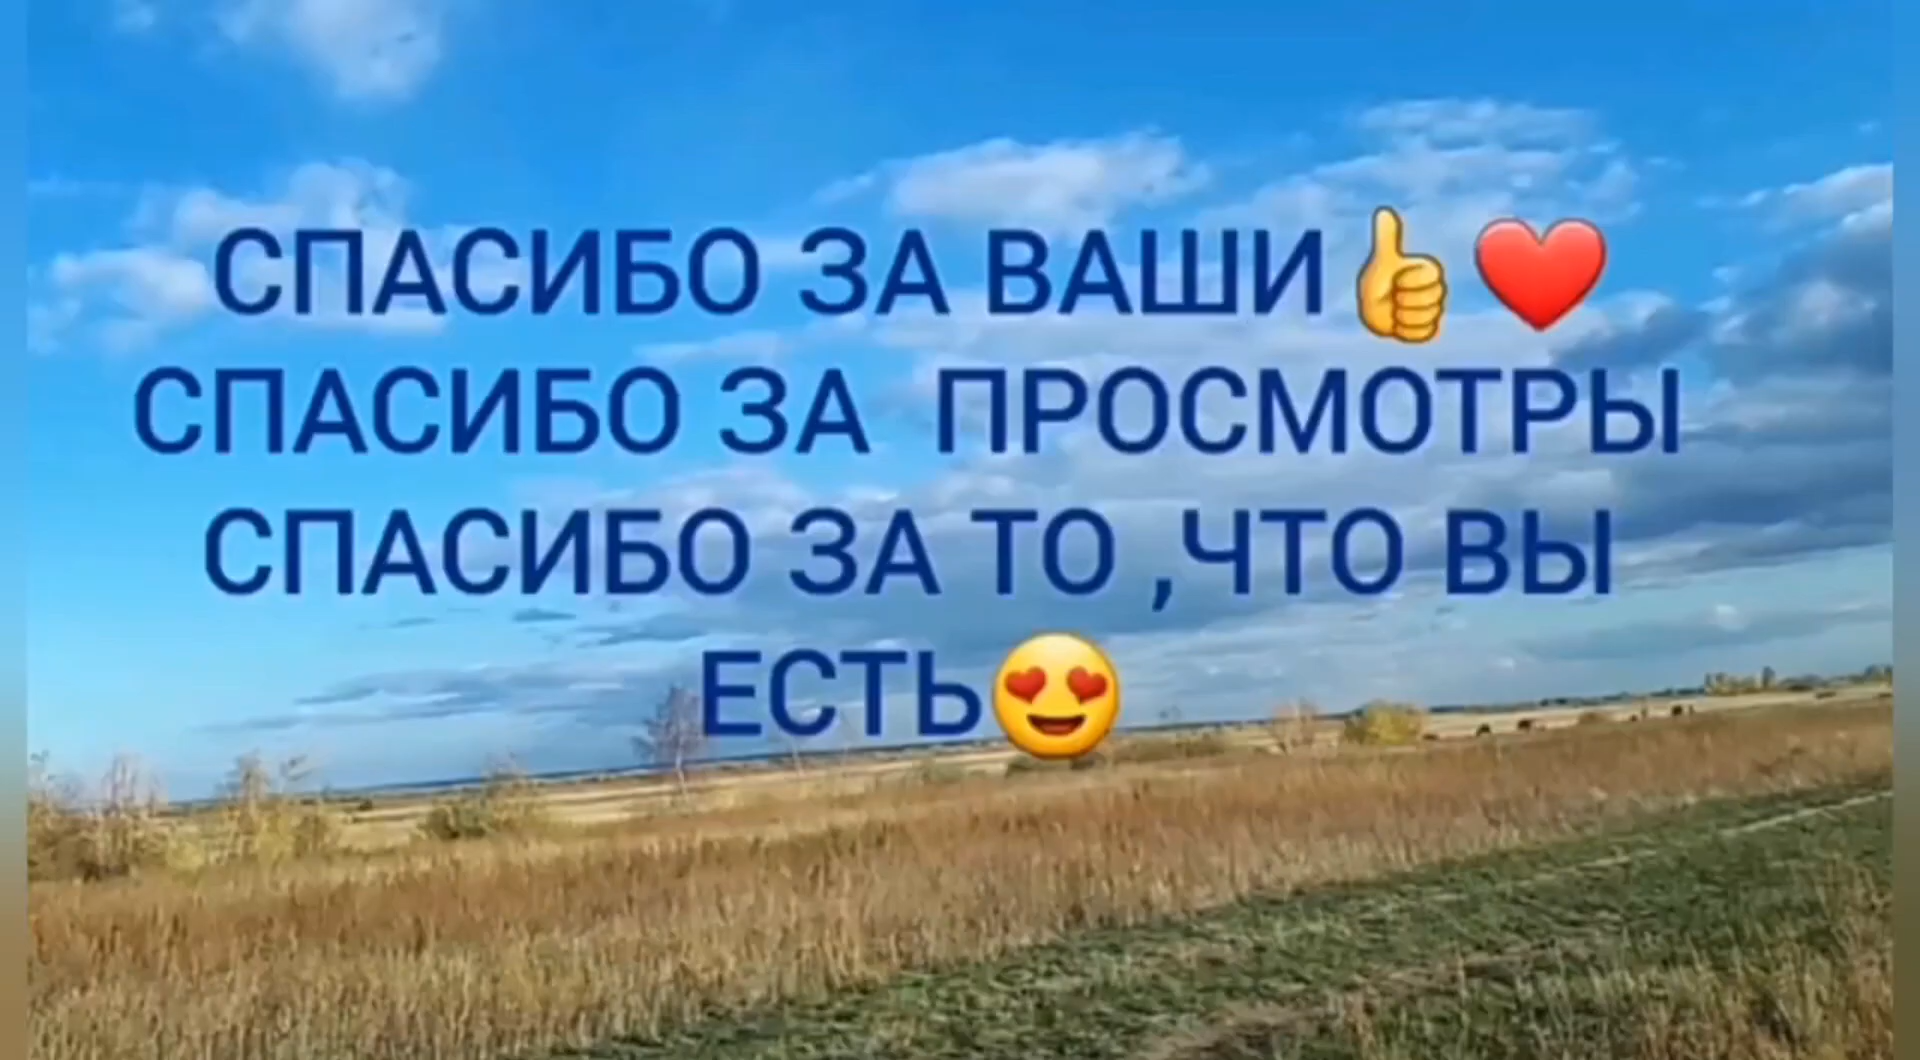 СПАСИБО ЗА ВАШИ👍❤️
СПАСИБО ЗА  ПРОСМОТРЫ
СПАСИБО ЗА ТО ,ЧТО ВЫ
ЕСТЬ😍